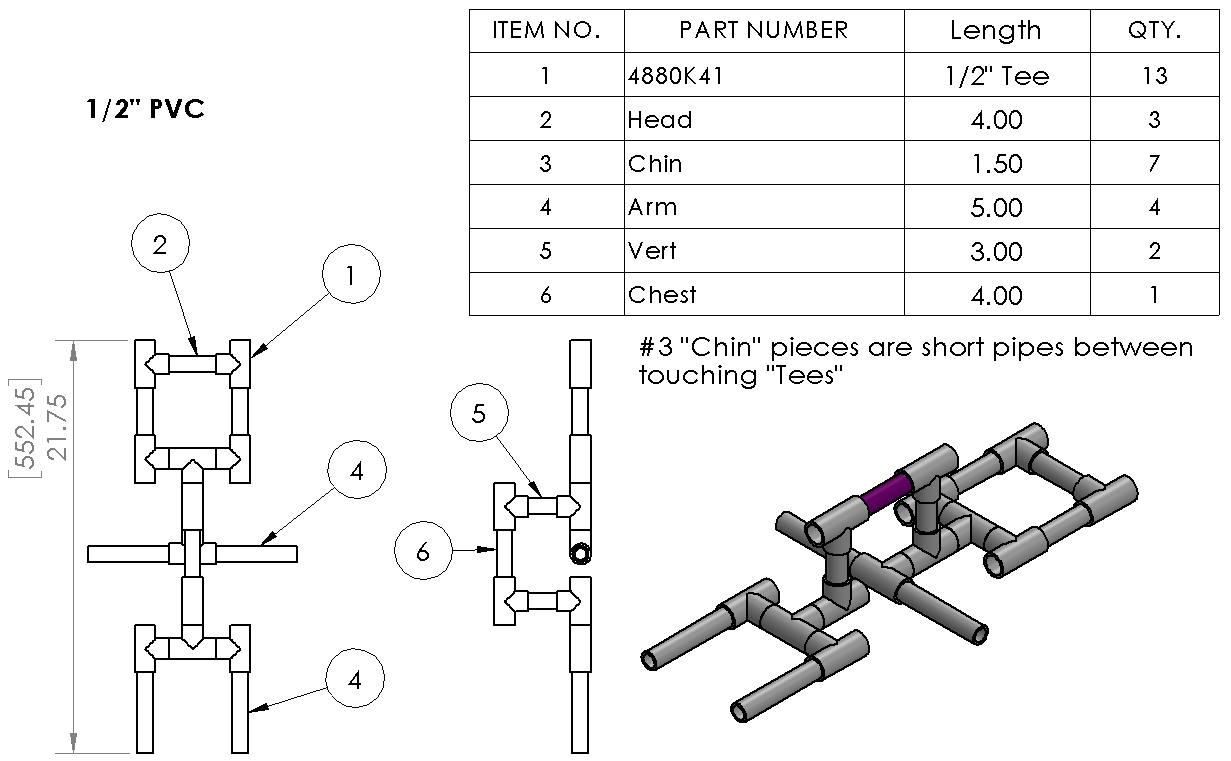 1/2" PVC
ITEM NO. PART NUMBER Length QTY.
1 4880K41 1/2" Tee 13
2 Head 4.00 3
3 Chin 1.50 7
4 Arm 5.00 4
5 Vert 3.00 2
6 Chest 4.00 1
#3 "Chin" pieces are short pipes between
touching "Tees"
2
1
[552.45]
21.75
5
4
6
4